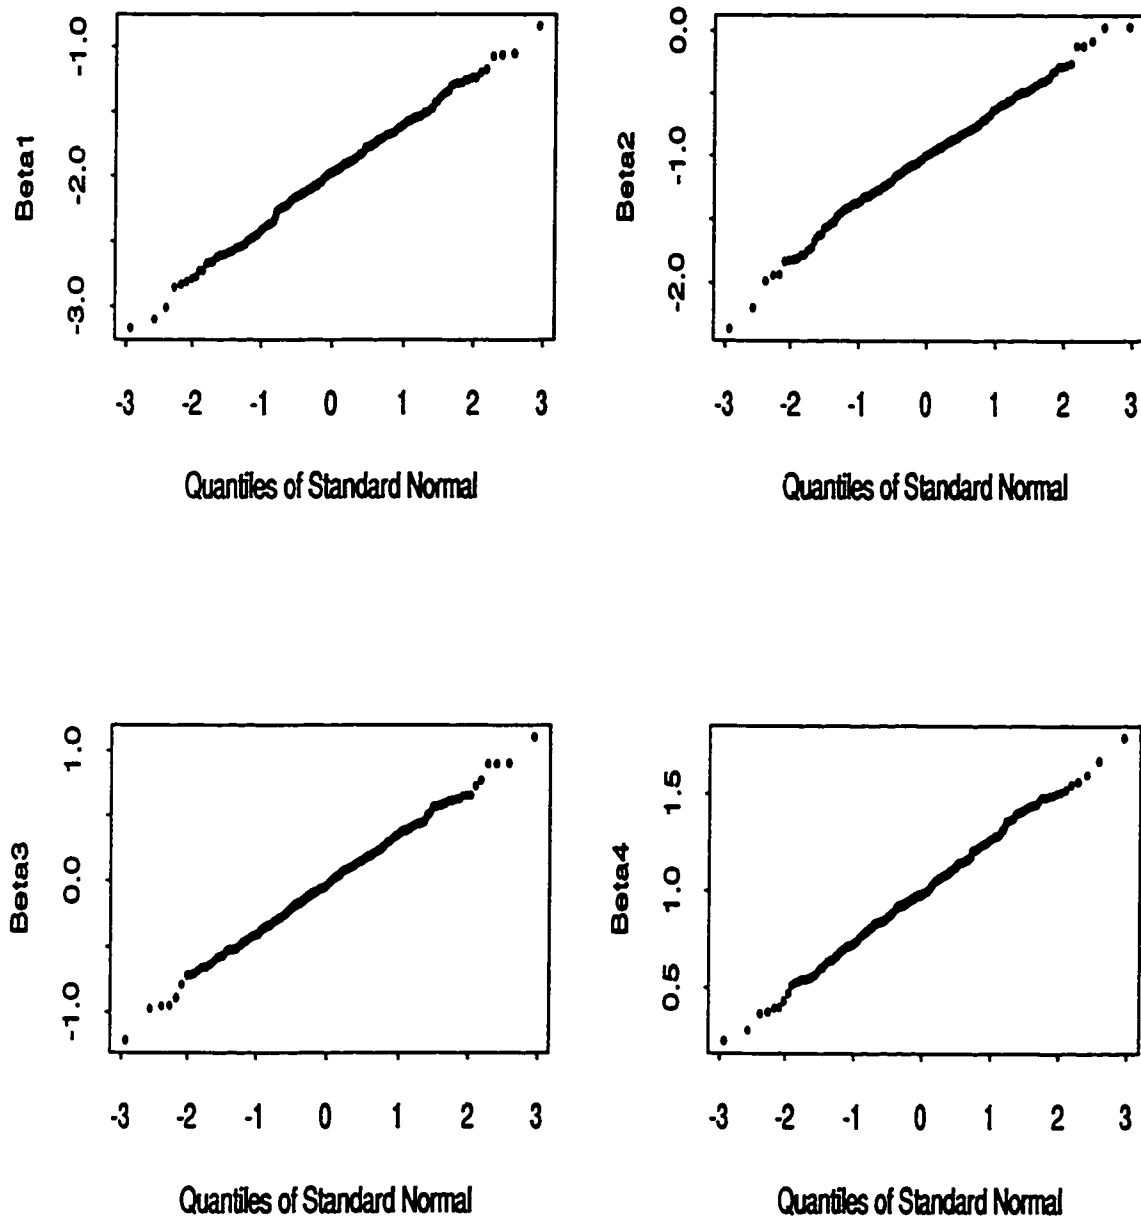 Beta1
-1.0
-2.0
-3.0
-3 -2 -1 0 1 2 3
Quantiles of Standard Normal
Beta2
0.0
-1.0
-2.0
-3 -2 -1 0 1 2 3
Quantiles of Standard Normal
Beta3
1.0
0.0
-1.0
-3 -2 -1 0 1 2 3
Quantiles of Standard Normal
Beta4
1.5
1.0
0.5
-3 -2 -1 0 1 2 3
Quantiles of Standard Normal